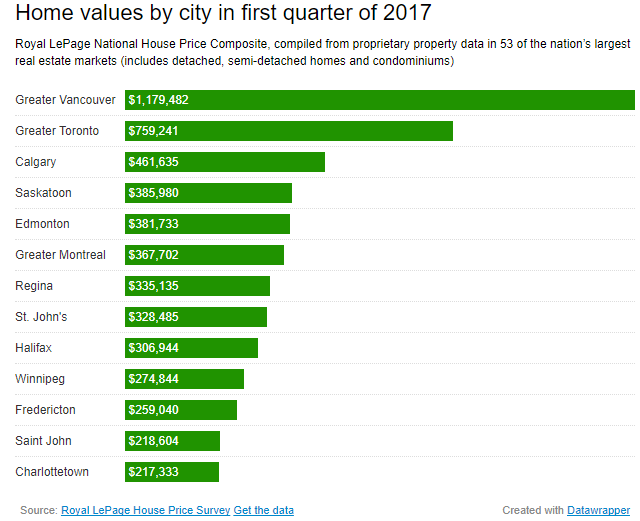 Home values by city in first quarter of 2017
Royal LePage National House Price Composite, compiled from proprietary property data in 53 of the nation's largest
real estate markets (includes detached, semi-detached homes and condominiums)
Greater Vancouver $1,179,482
Greater Toronto $759,241
Calgary $461,635
Saskatoon $385,980
Edmonton $381,733
Greater Montreal $367,702
Regina $335,135
St. John's $328,485
Halifax $306,944
Winnipeg $274,844
Fredericton $259,040
Saint John $218,604
Charlottetown $217,333
Source: Royal LePage House Price Survey Get the data Created with Datawrapper